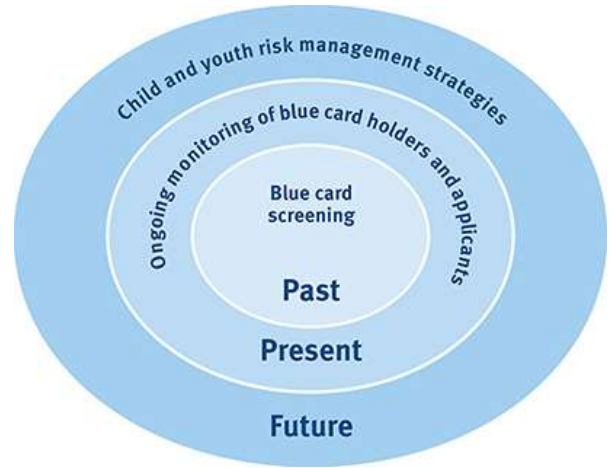 Child and youth risk management strategies
Ongoing monitoring of blue card holders and applicants
Blue card
screening
Past
Present
Future